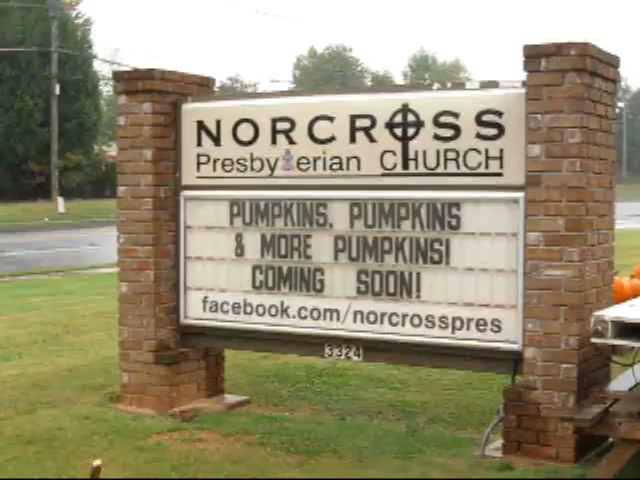 NORCROSS
Presbyterian CHURCH
PUMPKINS, PUMPKINS
& MORE PUMPKINS!
COMING SOON!
facebook.com/norcrosspres
3324